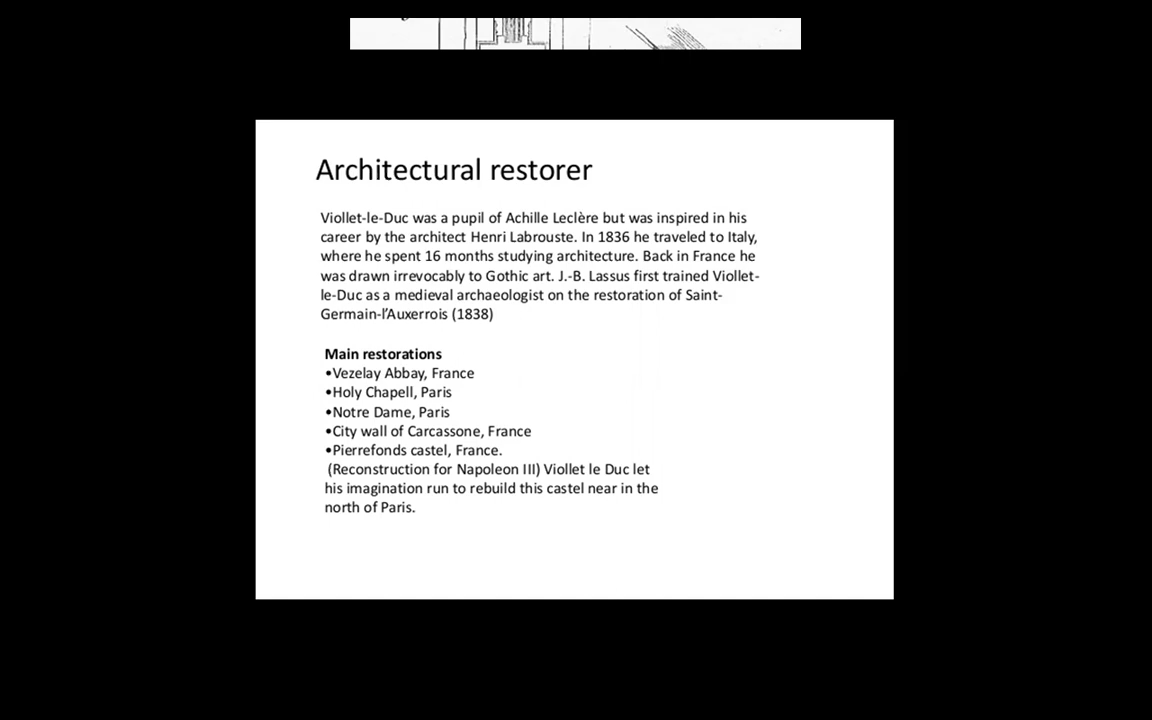 Architectural restorer
Viollet-le-Duc was a pupil of Achille Leclère but was inspired in his
career by the architect Henri Labrouste. In 1836 he traveled to Italy,
where he spent 16 months studying architecture. Back in France he
was drawn irrevocably to Gothic art. J.-B. Lassus first trained Viollet-
le-Duc as a medieval archaeologist on the restoration of Saint-
Germain-l’Auxerrois (1838)
Main restorations
•Vezelay Abbay, France
•Holy Chapell, Paris
•Notre Dame, Paris
•City wall of Carcassone, France
•Pierrefonds castel, France.
(Reconstruction for Napoleon III) Viollet le Duc let
his imagination run to rebuild this castel near in the
north of Paris.